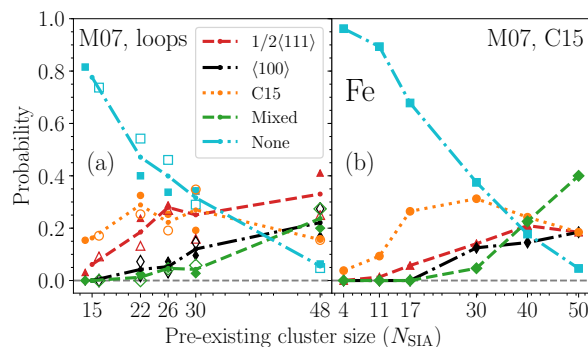 M07, loops
M07, C15
1/2⟨111⟩
⟨100⟩
C15
Mixed
None
Fe
(a)
(b)
Probability
1.0
0.8
0.6
0.4
0.2
0.0
15 22 26 30 48
4 11 17 30 40 50
Pre-existing cluster size (N_SIA)